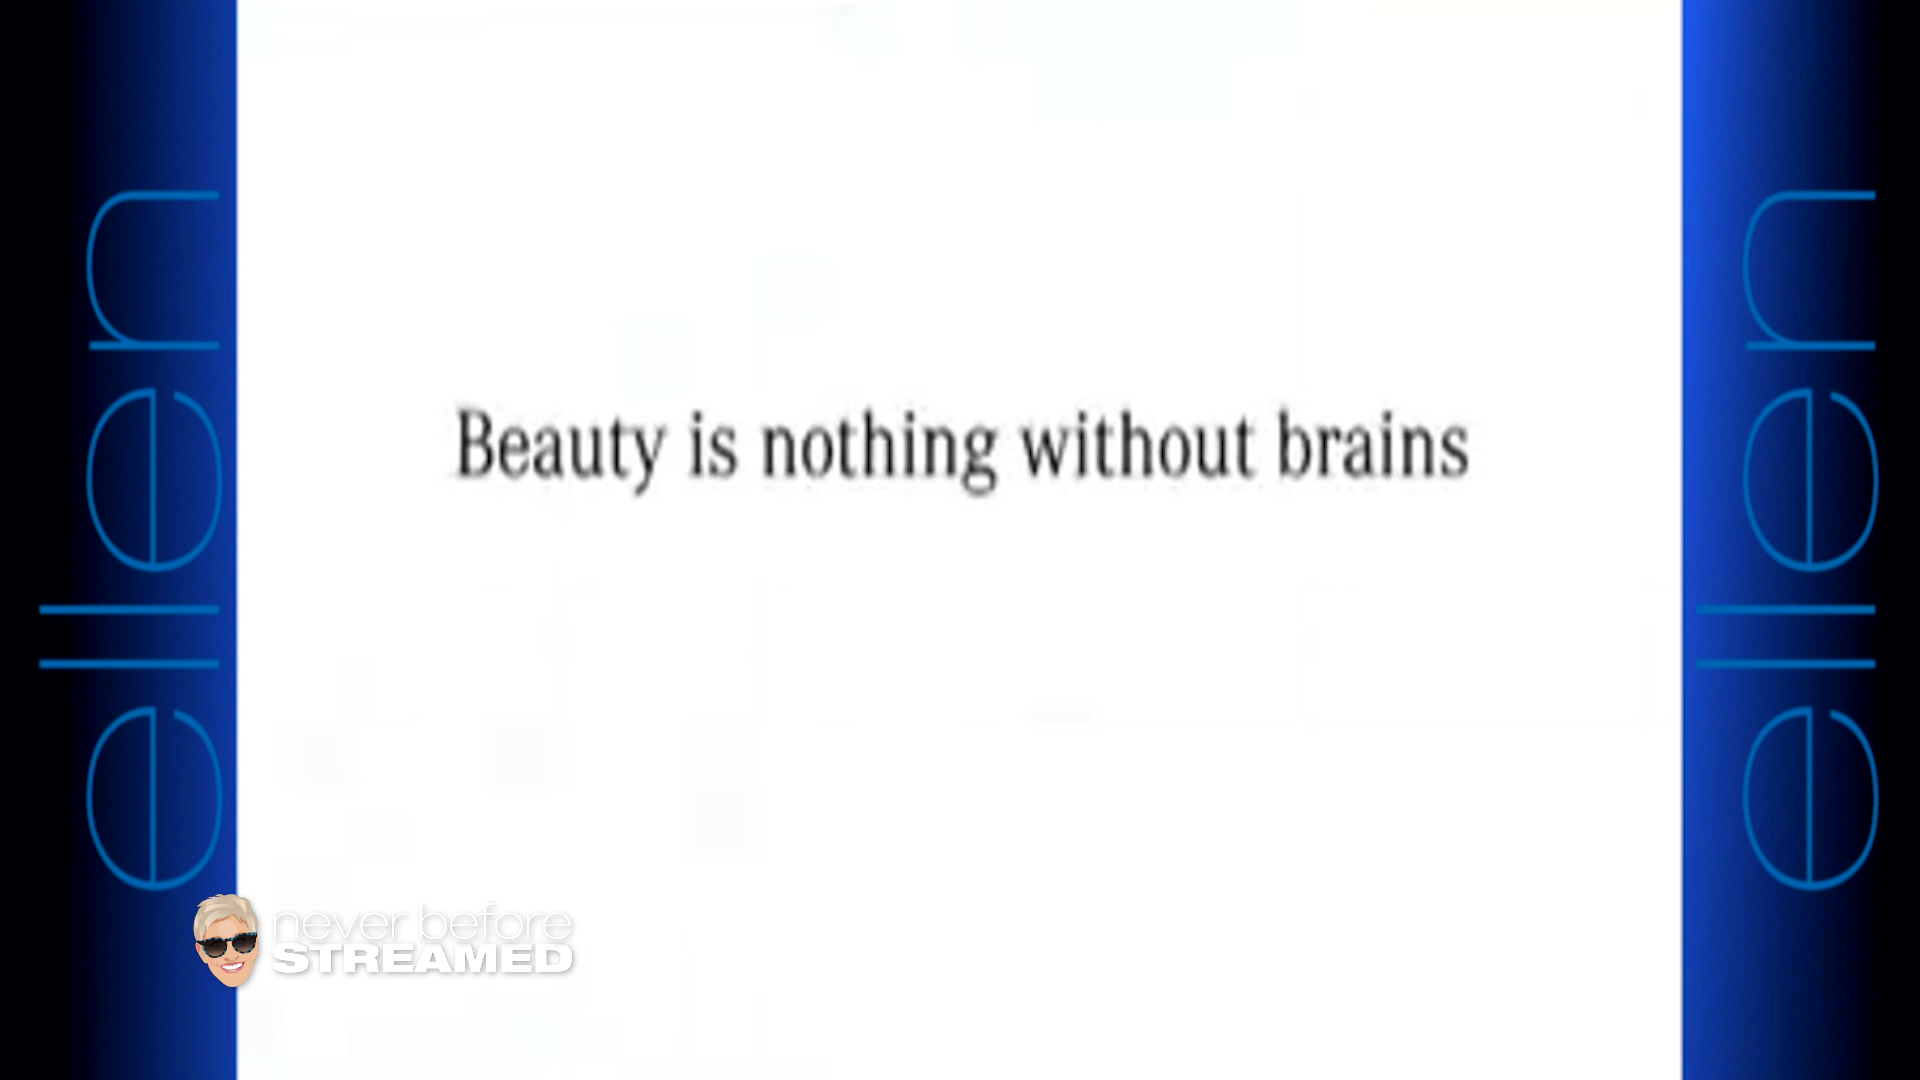 ellen
Beauty is nothing without brains
ellen
never before
STREAMED